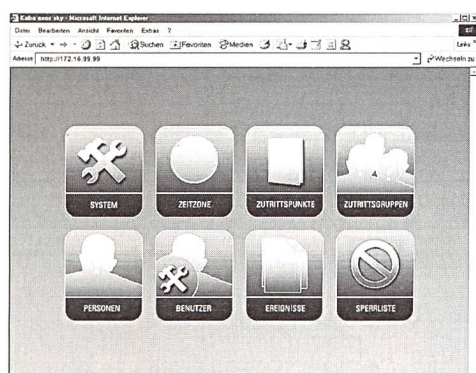 Kaba exos sky - Microsoft Internet Explorer
Datei Bearbeiten Ansicht Favoriten Extras ?
Zurück Suchen Favoriten Medien Links
Adresse http://172.16.99.99 Wechseln zu
SYSTEM ZEITZONE ZUTRITTSPUNKTE ZUTRITTSGRUPPEN
PERSONEN BENUTZER EREIGNISSE SPERRLISTE